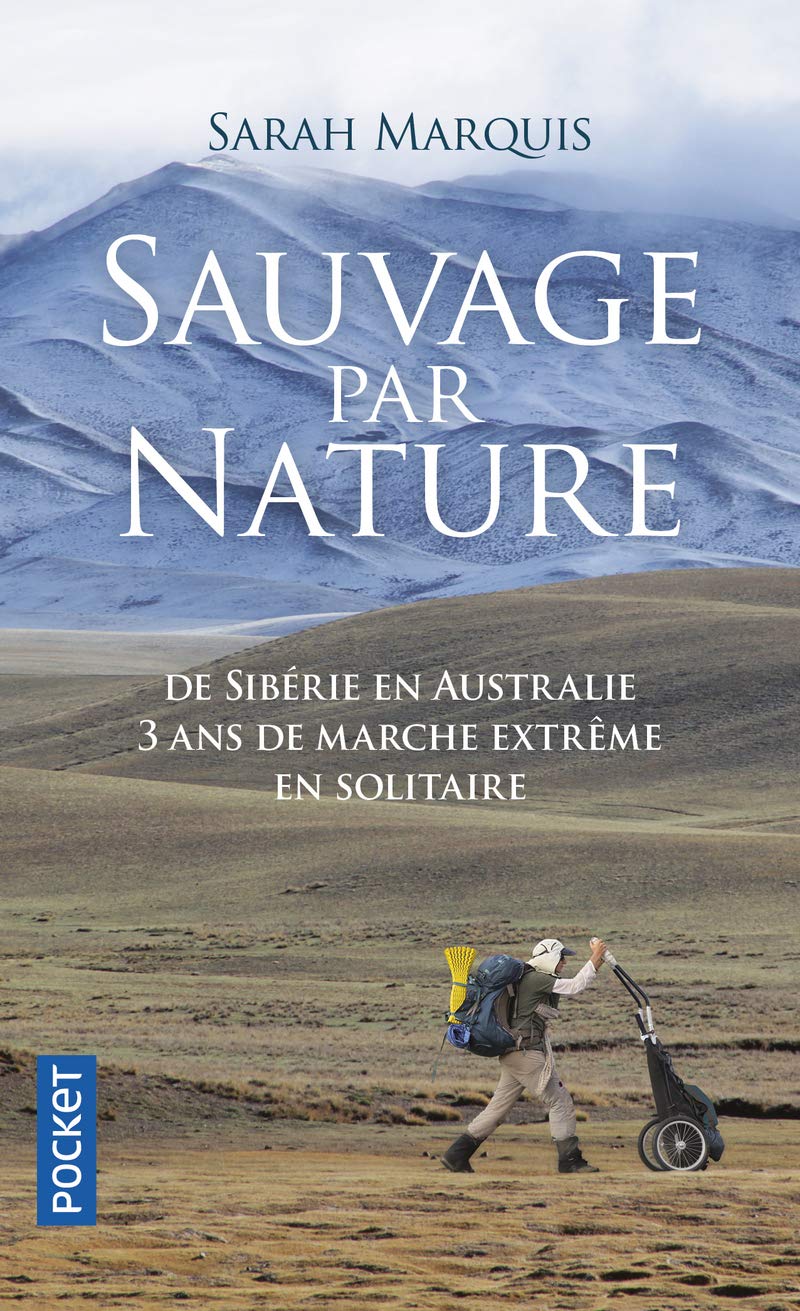 Sarah Marquis
Sauvage
par
Nature
de Sibérie en Australie
3 ans de marche extrême
en solitaire
POCKET